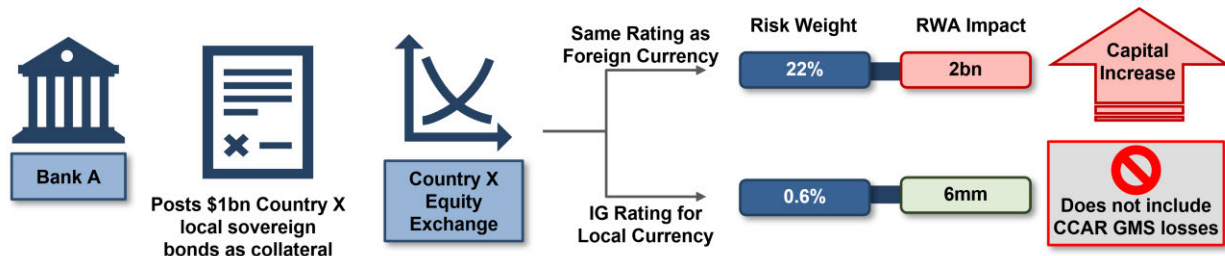 Bank A
Posts $1bn Country X
local sovereign
bonds as collateral
Country X
Equity
Exchange
Same Rating as
Foreign Currency
IG Rating for
Local Currency
Risk Weight
22%
0.6%
RWA Impact
2bn
6mm
Capital
Increase
Does not include
CCAR GMS losses